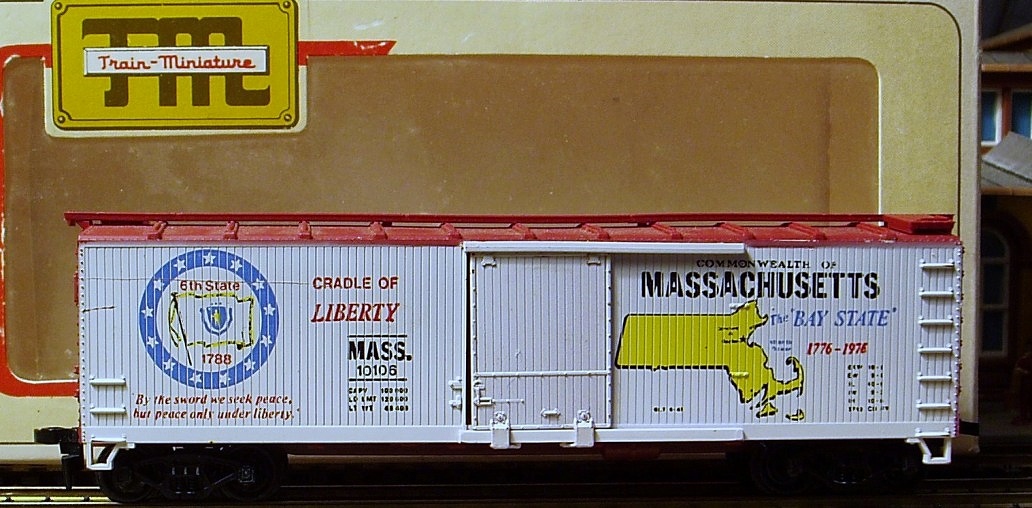 TM
Train-Miniature
6th State
1788
"By the sword we seek peace,
but peace only under liberty."
CRADLE OF
LIBERTY
MASS.
10106
COMMONWEALTH OF
MASSACHUSETTS
The "BAY STATE"
1776-1976